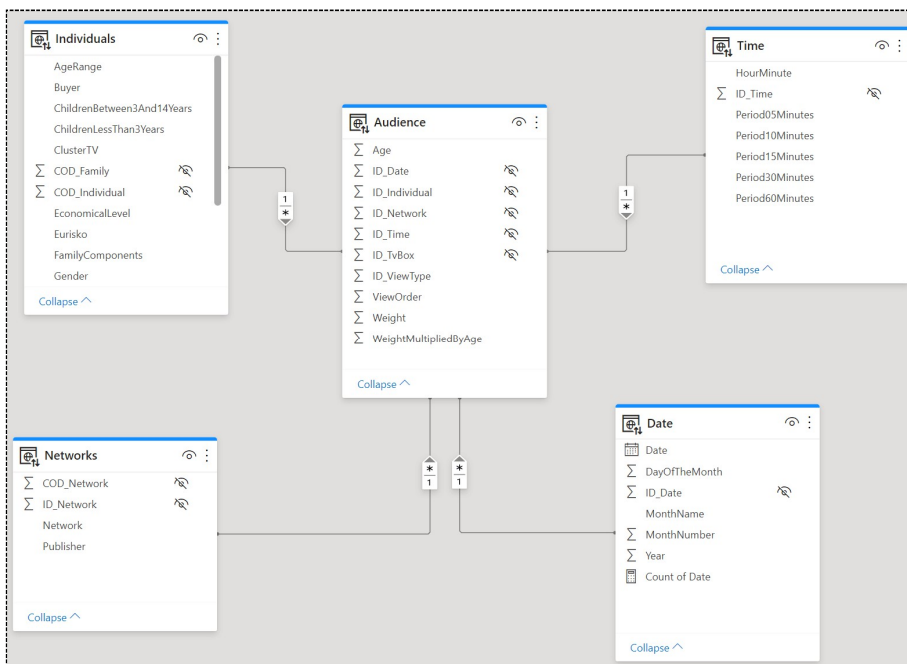 Individuals
AgeRange
Buyer
ChildrenBetween3And14Years
ChildrenLessThan3Years
ClusterTV
COD_Family
COD_Individual
EconomicalLevel
Eurisko
FamilyComponents
Gender
Collapse
Audience
Age
ID_Date
ID_Individual
ID_Network
ID_Time
ID_TvBox
ID_ViewType
ViewOrder
Weight
WeightMultipliedByAge
Collapse
Time
HourMinute
ID_Time
Period05Minutes
Period10Minutes
Period15Minutes
Period30Minutes
Period60Minutes
Collapse
1
*
1
*
Networks
COD_Network
ID_Network
Network
Publisher
Collapse
*
1
*
1
Date
Date
DayOfTheMonth
ID_Date
MonthName
MonthNumber
Year
Count of Date
Collapse